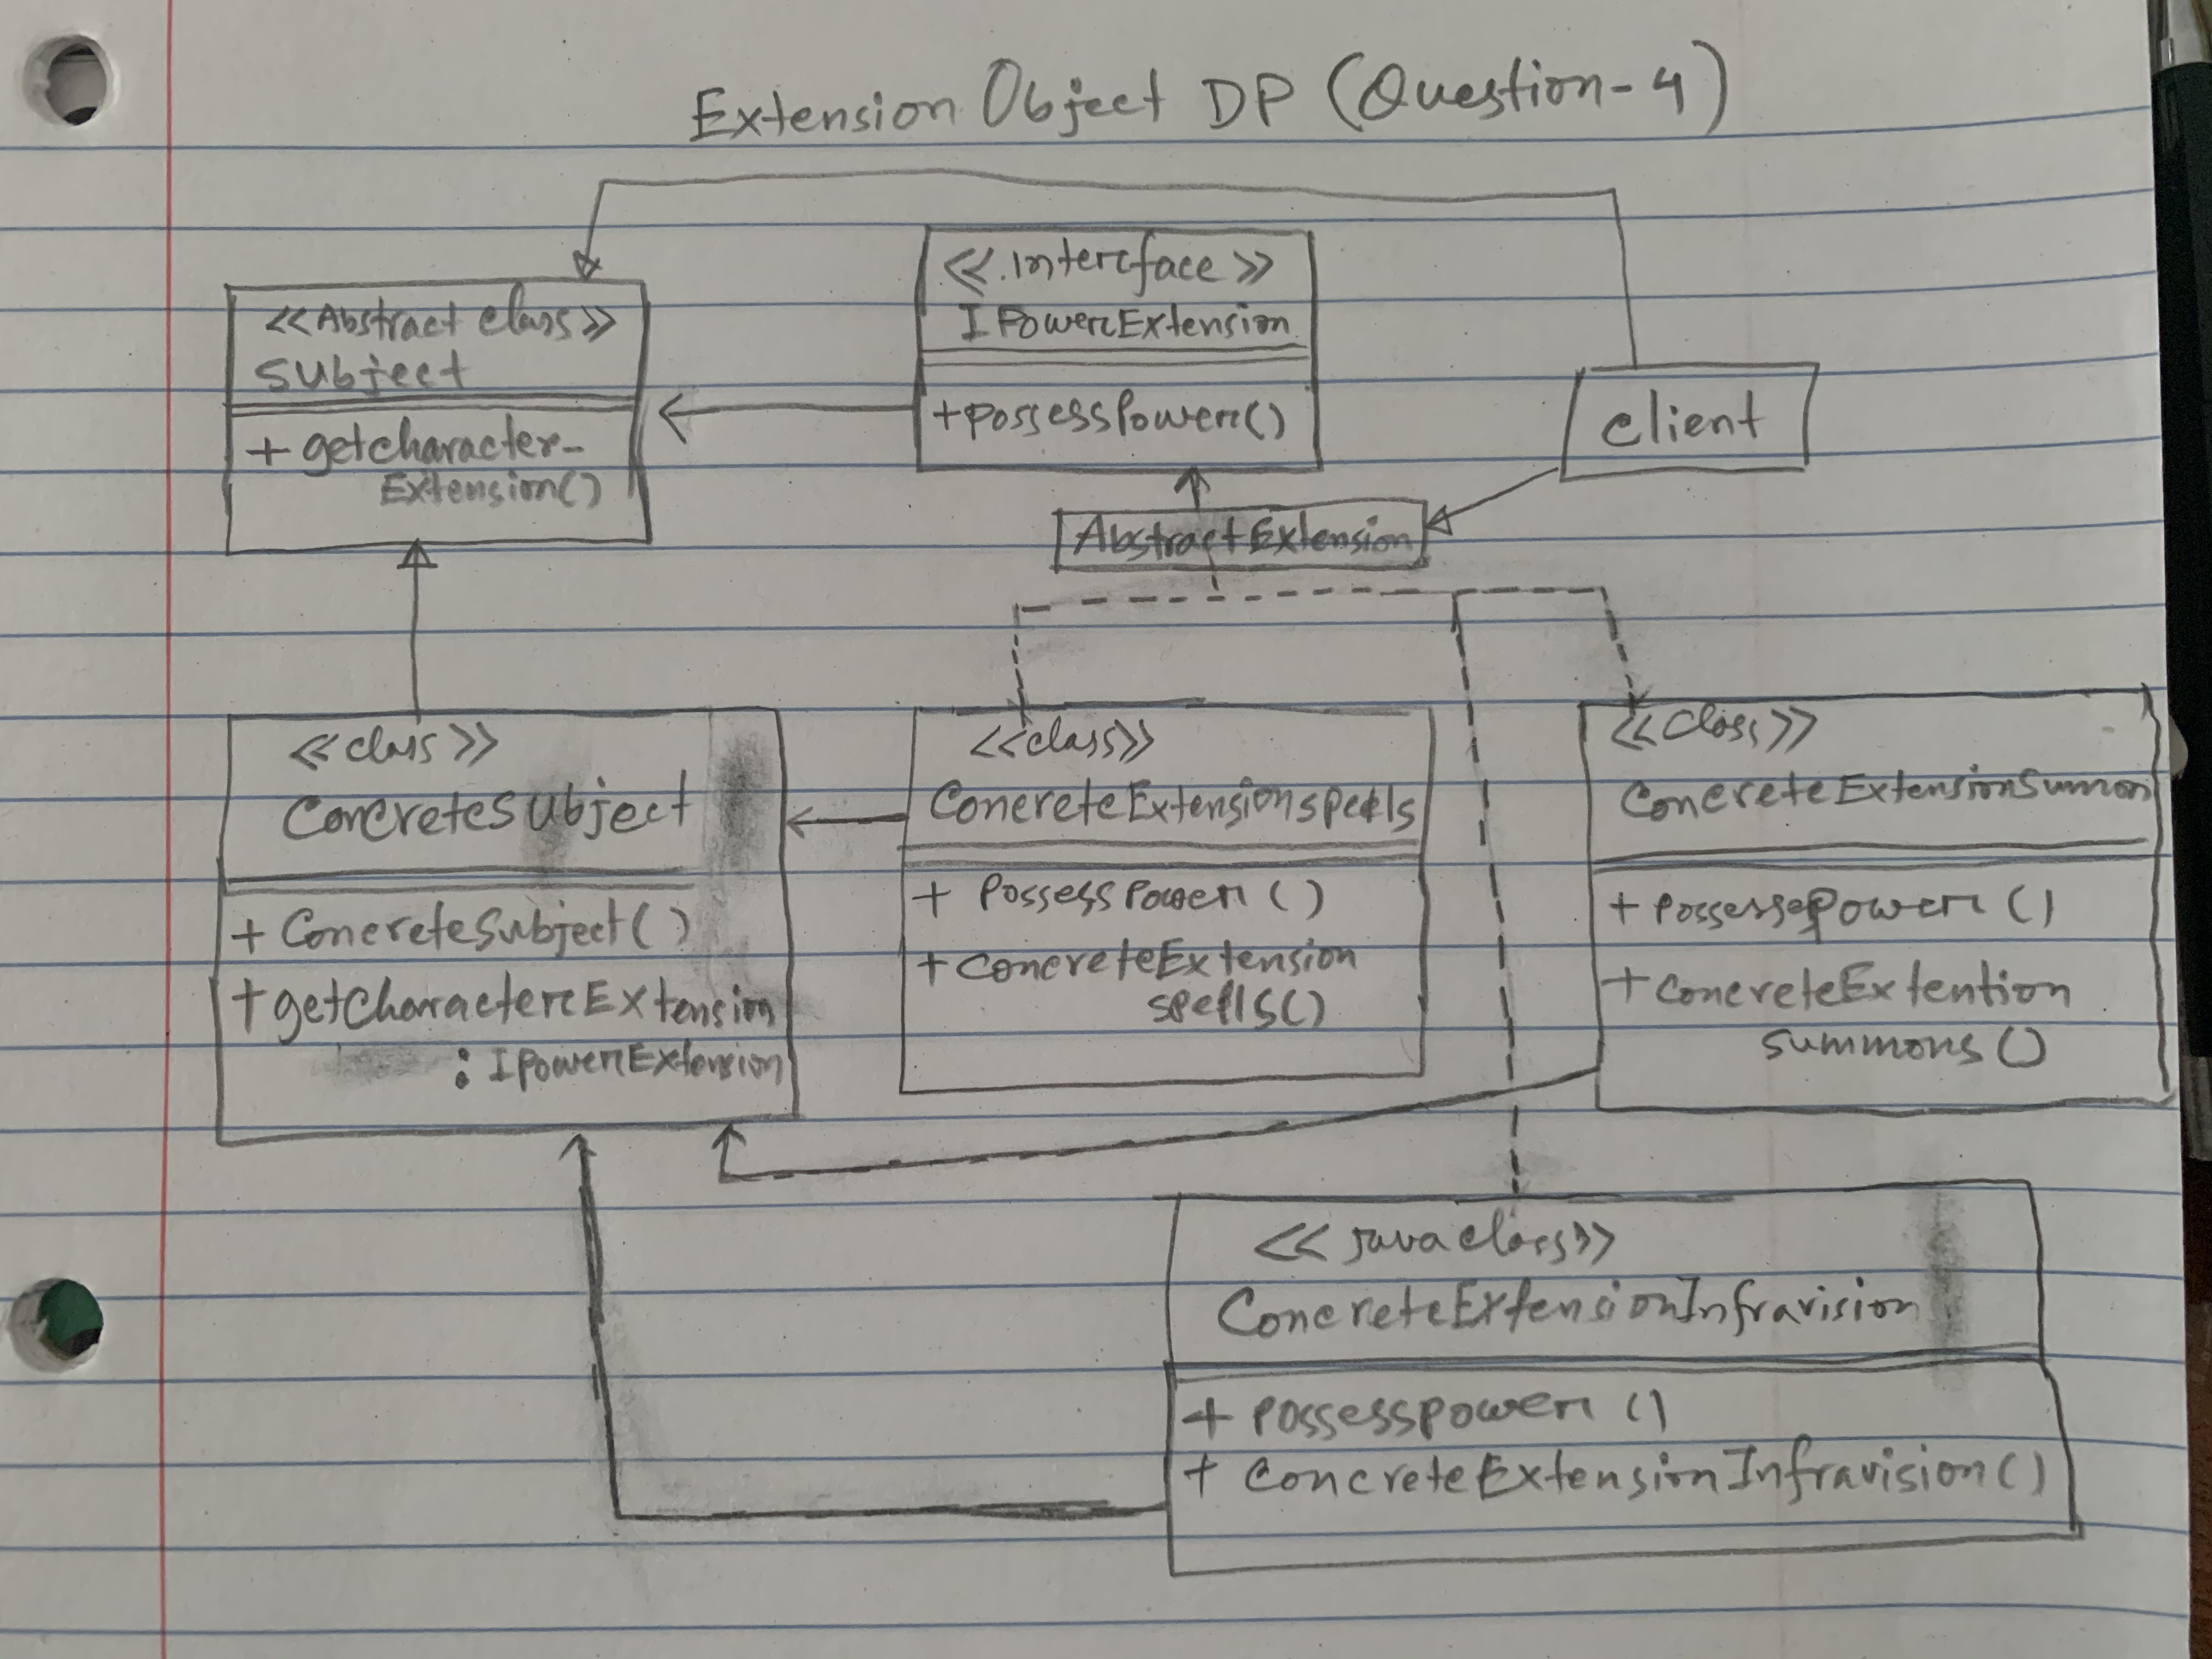 Extension Object DP (Question-4)
<<Abstract class>>
Subject
+ getcharacter-
Extension()
<<interface>>
IPowerExtension
+PossessPower()
client
AbstractExtension
<<class>>
ConcreteSubject
+ ConcreteSubject()
+ getCharacterExtension
: IPowerExtension
<<class>>
ConcreteExtensionSpells
+ PossessPower ()
+ ConcreteExtension
spells()
<<Class>>
ConcreteExtensionSummon
+ PossessPower ()
+ ConcreteExtention
summons ()
<<java class>>
ConcreteExtensionInfravision
+ PossessPower ()
+ ConcreteExtensionInfravision()